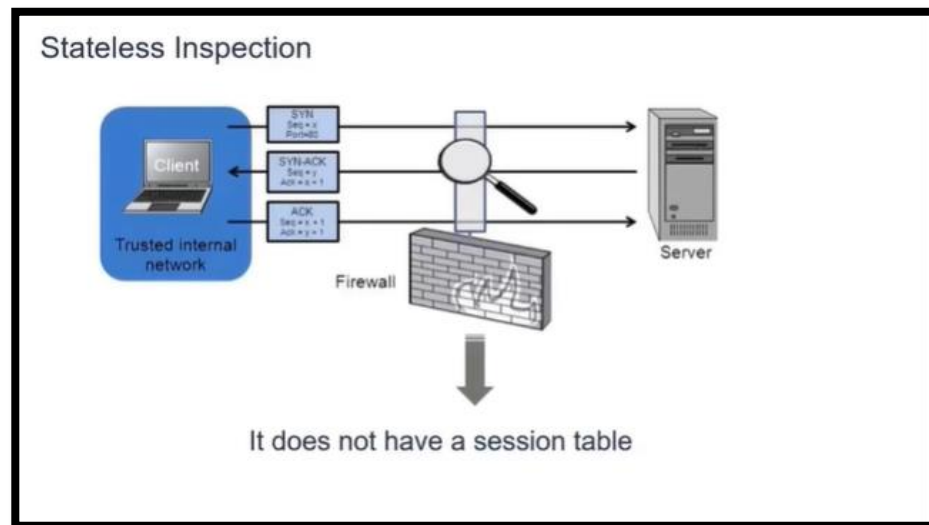 Stateless Inspection
SYN
Seq = x
Port=80
SYN-ACK
Seq = y
Ack = x + 1
ACK
Seq = x + 1
Ack = y + 1
Client
Trusted internal
network
Firewall
Server
It does not have a session table